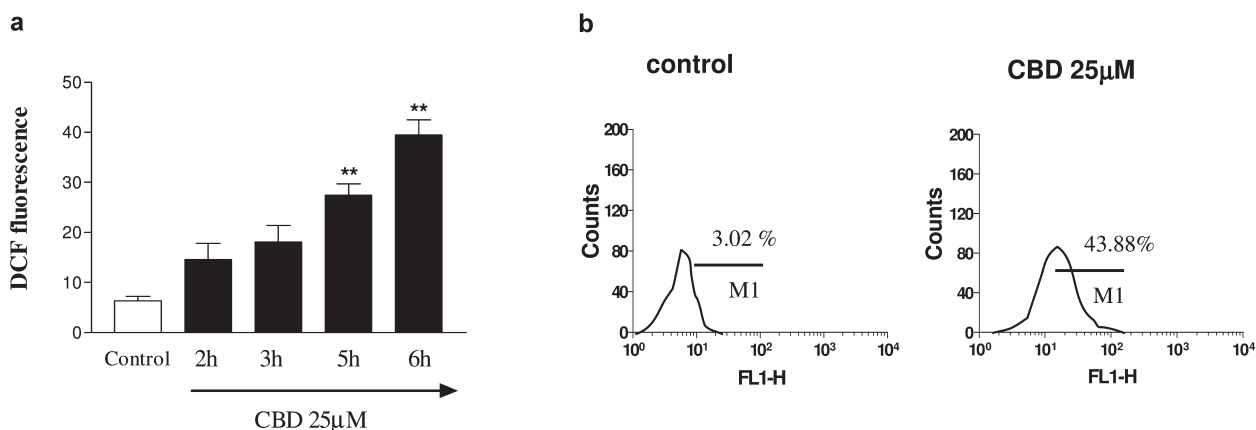 a
DCF fluorescence
50
40
30
20
10
0
**
**
Control 2h 3h 5h 6h
CBD 25μM
b
control
Counts
200
160
120
80
40
0
3.02 %
M1
10⁰ 10¹ 10² 10³ 10⁴
FL1-H
CBD 25μM
Counts
200
160
120
80
40
0
43.88%
M1
10⁰ 10¹ 10² 10³ 10⁴
FL1-H